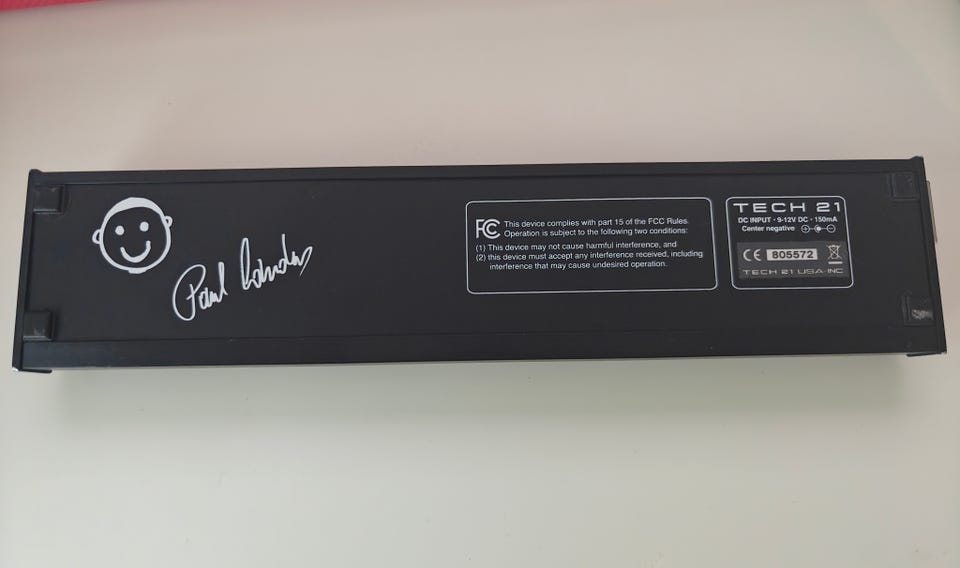 Paul Landers
FC This device complies with part 15 of the FCC Rules.
Operation is subject to the following two conditions:
(1) This device may not cause harmful interference, and
(2) this device must accept any interference received, including
interference that may cause undesired operation.
TECH 21
DC INPUT · 9-12V DC · 150mA
Center negative
CE 805572
TECH 21 USA, INC